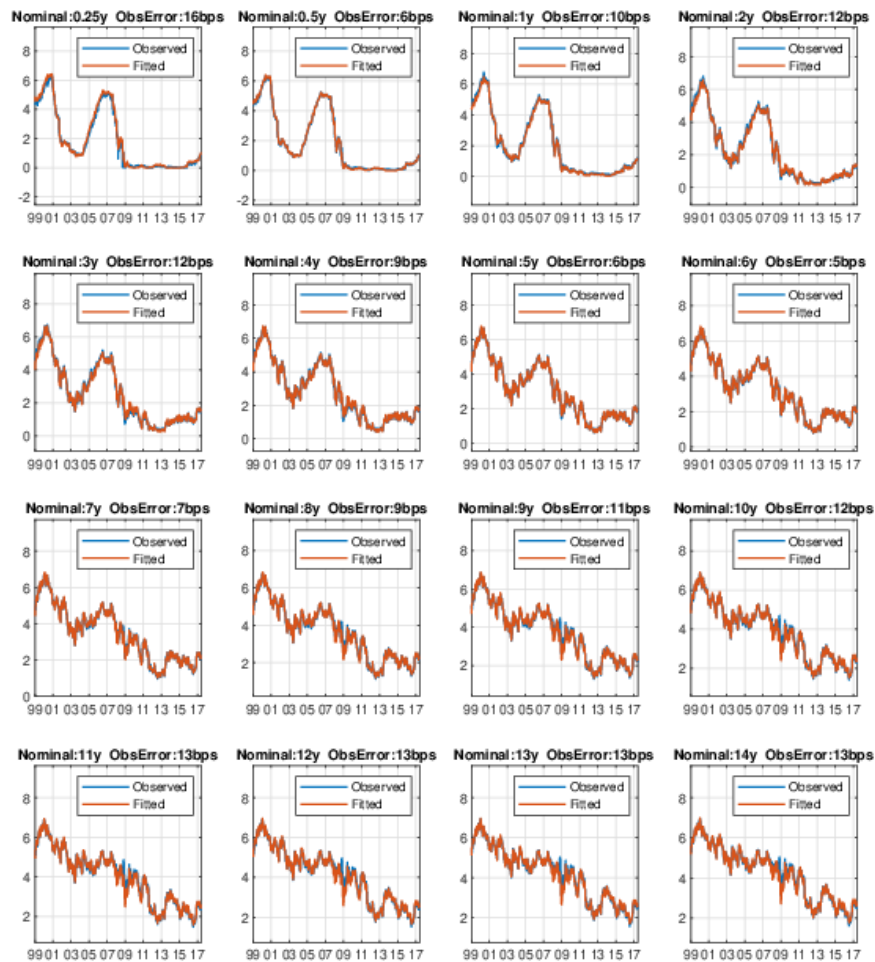 Nominal:0.25y ObsError:16bps
Observed
Fitted
8
6
4
2
0
-2
99 01 03 05 07 09 11 13 15 17
Nominal:0.5y ObsError:6bps
Observed
Fitted
8
6
4
2
0
-2
99 01 03 05 07 09 11 13 15 17
Nominal:1y ObsError:10bps
Observed
Fitted
8
6
4
2
0
99 01 03 05 07 09 11 13 15 17
Nominal:2y ObsError:12bps
Observed
Fitted
8
6
4
2
0
99 01 03 05 07 09 11 13 15 17
Nominal:3y ObsError:12bps
Observed
Fitted
8
6
4
2
0
99 01 03 05 07 09 11 13 15 17
Nominal:4y ObsError:9bps
Observed
Fitted
8
6
4
2
0
99 01 03 05 07 09 11 13 15 17
Nominal:5y ObsError:6bps
Observed
Fitted
8
6
4
2
0
99 01 03 05 07 09 11 13 15 17
Nominal:6y ObsError:5bps
Observed
Fitted
8
6
4
2
0
99 01 03 05 07 09 11 13 15 17
Nominal:7y ObsError:7bps
Observed
Fitted
8
6
4
2
0
99 01 03 05 07 09 11 13 15 17
Nominal:8y ObsError:9bps
Observed
Fitted
8
6
4
2
99 01 03 05 07 09 11 13 15 17
Nominal:9y ObsError:11bps
Observed
Fitted
8
6
4
2
99 01 03 05 07 09 11 13 15 17
Nominal:10y ObsError:12bps
Observed
Fitted
8
6
4
2
99 01 03 05 07 09 11 13 15 17
Nominal:11y ObsError:13bps
Observed
Fitted
8
6
4
2
99 01 03 05 07 09 11 13 15 17
Nominal:12y ObsError:13bps
Observed
Fitted
8
6
4
2
99 01 03 05 07 09 11 13 15 17
Nominal:13y ObsError:13bps
Observed
Fitted
8
6
4
2
99 01 03 05 07 09 11 13 15 17
Nominal:14y ObsError:13bps
Observed
Fitted
8
6
4
2
99 01 03 05 07 09 11 13 15 17